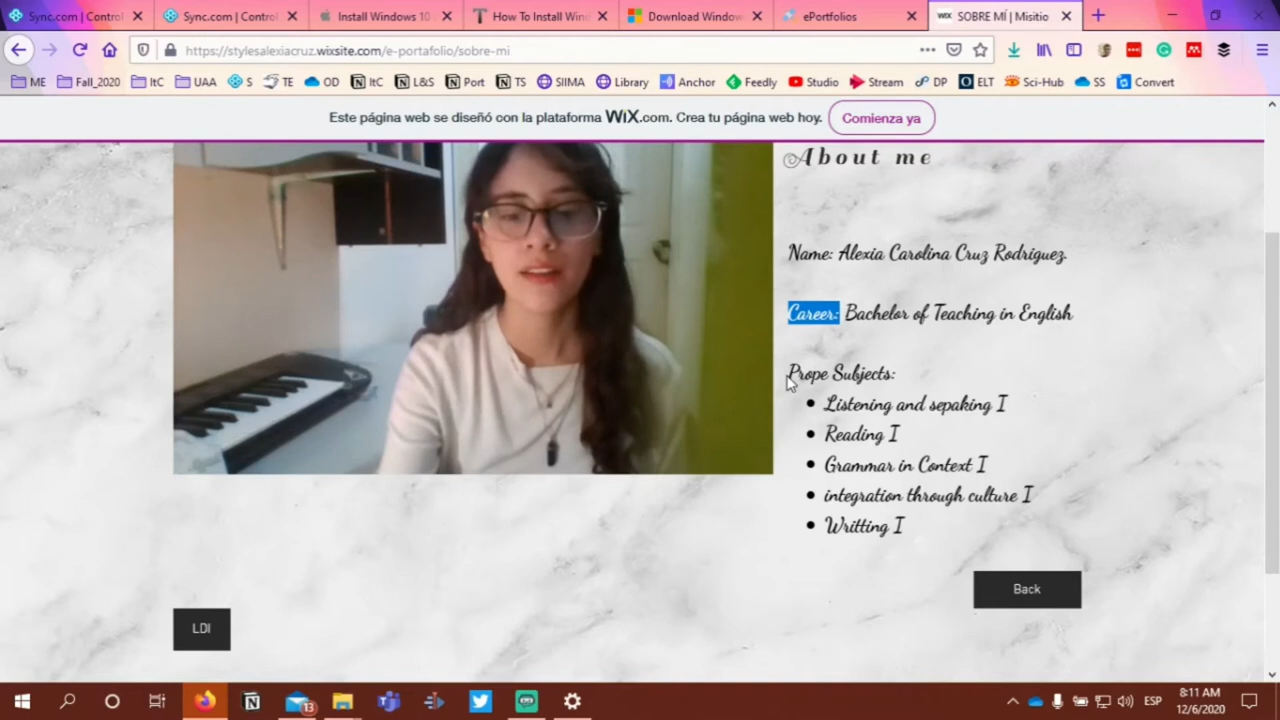 Sync.com | Control
Sync.com | Control
Install Windows 10
How To Install Win
Download Window
ePortfolios
WIX SOBRE MÍ | Misitio
https://stylesalexiacruz.wixsite.com/e-portafolio/sobre-mi
ME Fall_2020 ItC UAA S TE OD ItC L&S Port TS SIIMA Library Anchor Feedly Studio Stream DP ELT Sci-Hub SS Convert
Este página web se diseñó con la plataforma WiX.com. Crea tu página web hoy. Comienza ya
About me
Name: Alexia Carolina Cruz Rodriguez.
Career: Bachelor of Teaching in English
Prope Subjects:
Listening and sepaking I
Reading I
Grammar in Context I
integration through culture I
Writting I
Back
LDI
13
ESP
8:11 AM
12/6/2020